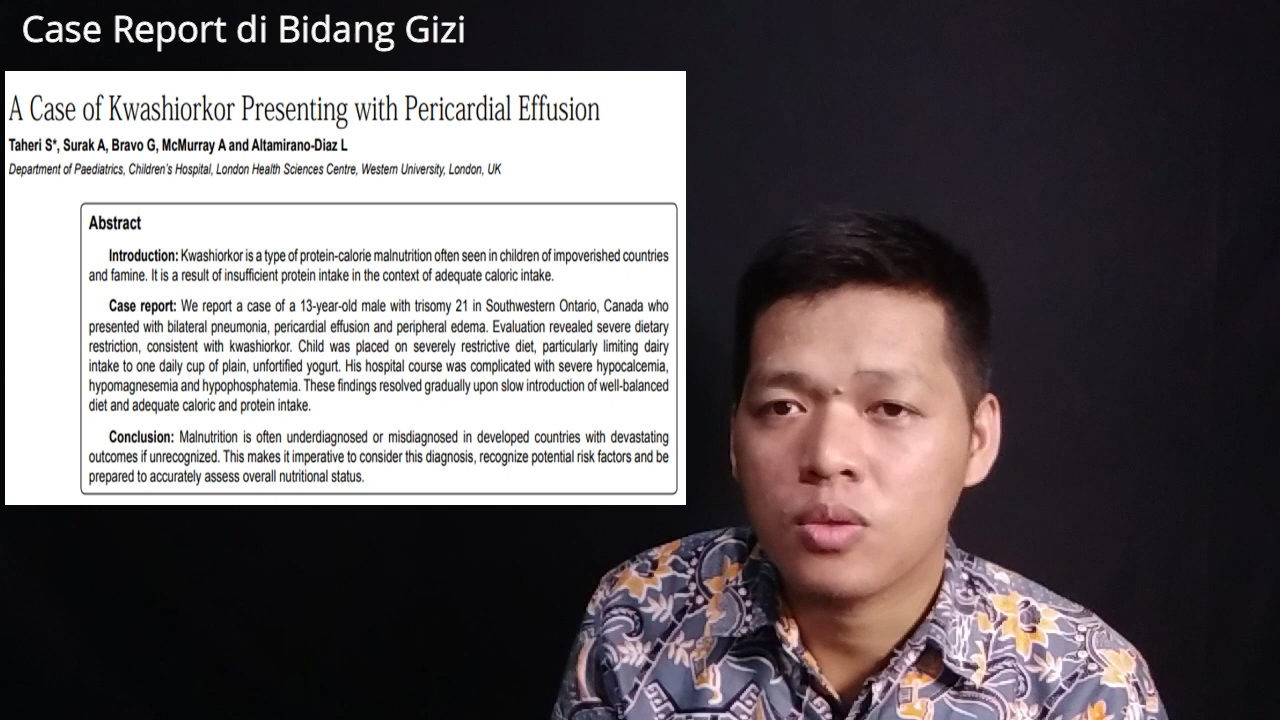 Case Report di Bidang Gizi
A Case of Kwashiorkor Presenting with Pericardial Effusion
Taheri S*, Surak A, Bravo G, McMurray A and Altamirano-Diaz L
Department of Paediatrics, Children's Hospital, London Health Sciences Centre, Western University, London, UK
Abstract
Introduction: Kwashiorkor is a type of protein-calorie malnutrition often seen in children of impoverished countries
and famine. It is a result of insufficient protein intake in the context of adequate caloric intake.
Case report: We report a case of a 13-year-old male with trisomy 21 in Southwestern Ontario, Canada who
presented with bilateral pneumonia, pericardial effusion and peripheral edema. Evaluation revealed severe dietary
restriction, consistent with kwashiorkor. Child was placed on severely restrictive diet, particularly limiting dairy
intake to one daily cup of plain, unfortified yogurt. His hospital course was complicated with severe hypocalcemia,
hypomagnesemia and hypophosphatemia. These findings resolved gradually upon slow introduction of well-balanced
diet and adequate caloric and protein intake.
Conclusion: Malnutrition is often underdiagnosed or misdiagnosed in developed countries with devastating
outcomes if unrecognized. This makes it imperative to consider this diagnosis, recognize potential risk factors and be
prepared to accurately assess overall nutritional status.